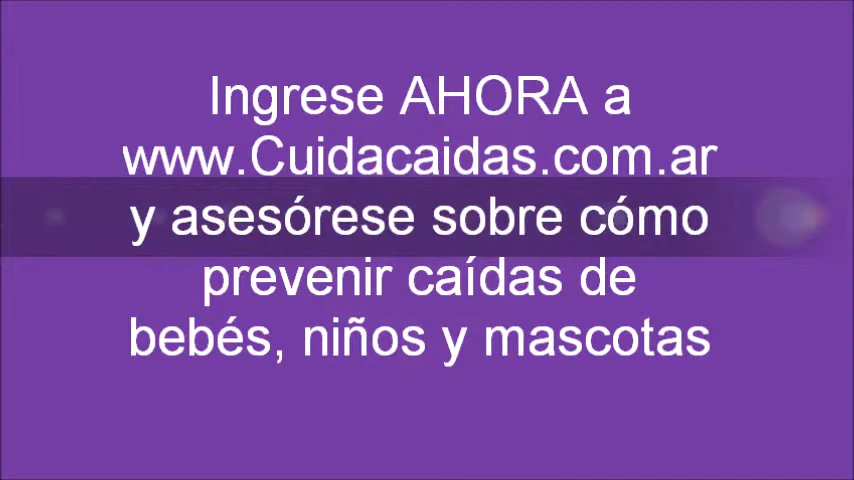 Ingrese AHORA a
www.Cuidacaidas.com.ar
y asesórese sobre cómo
prevenir caídas de
bebés, niños y mascotas